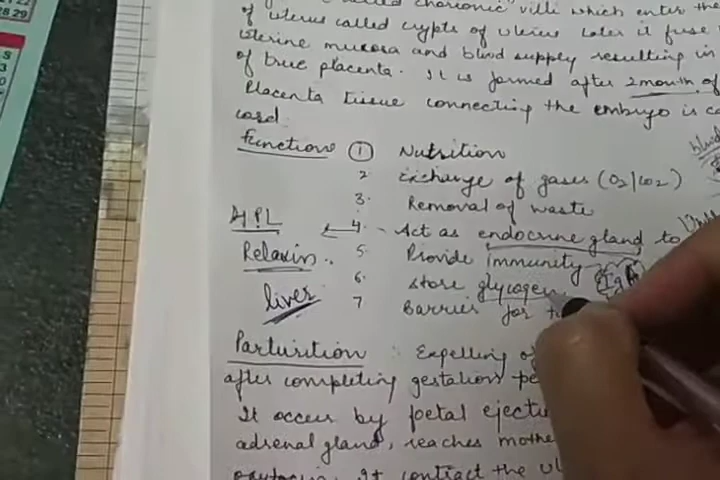 called chorionic villi which enter the
of uterus called crypts of uterus later it fuse
uterine mucosa and blood supply resulting in
of true placenta. It is formed after 2 month of
Placenta tissue connecting the embryo is c
cord
Functions ① Nutrition
2 Exchange of gases (O2/CO2)
3. Removal of waste
HPL 4. Act as endocrine gland to
Relaxin 5. Provide immunity IgG
6. Store glycogen
liver 7 Barrier for
Parturition : Expelling of
after completing gestation pe
It occur by foetal eject
adrenal gland, reaches mothe
It contract the